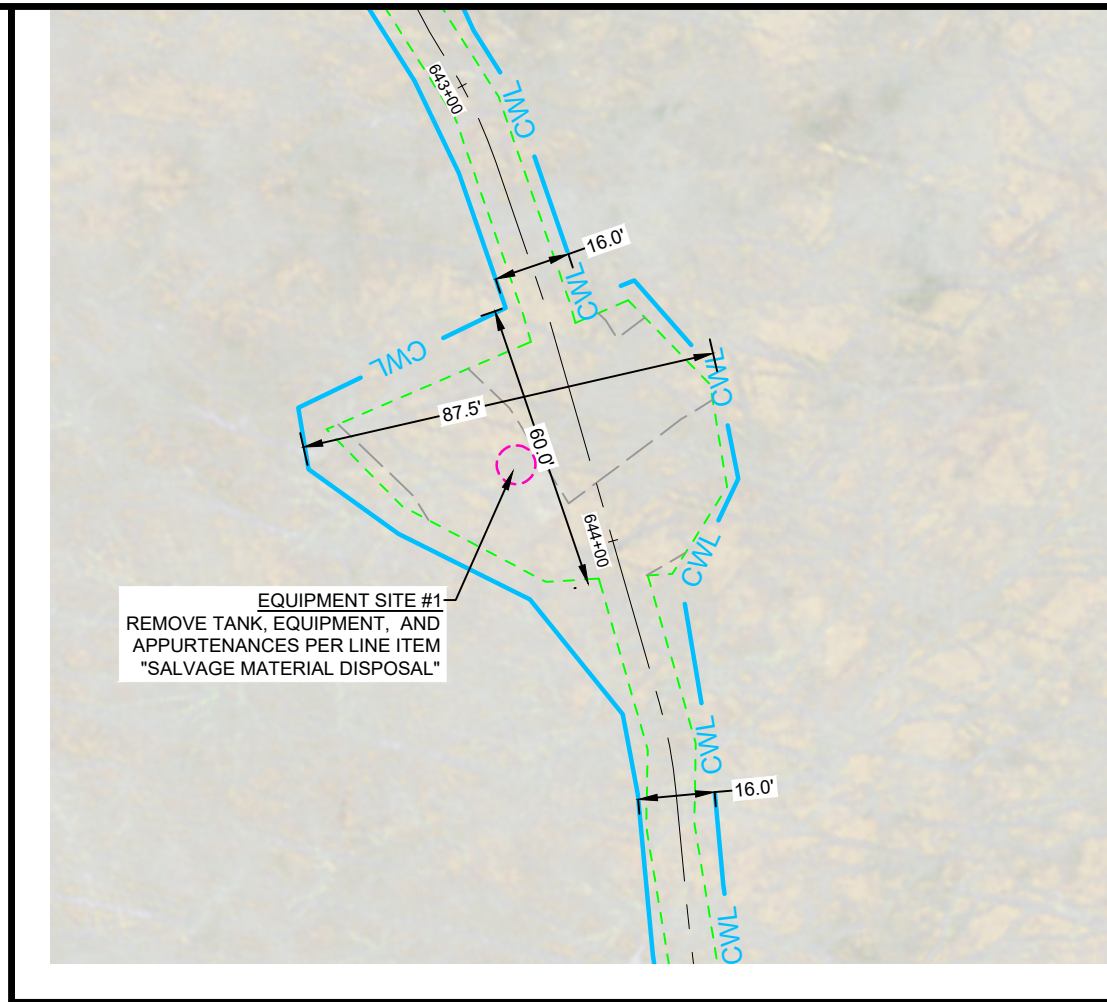 643+00
CWL
16.0'
CWL
CWL
CWL
87.5'
60.0'
644+00
CWL
EQUIPMENT SITE #1
REMOVE TANK, EQUIPMENT, AND
APPURTENANCES PER LINE ITEM
"SALVAGE MATERIAL DISPOSAL"
CWL
16.0'
CWL